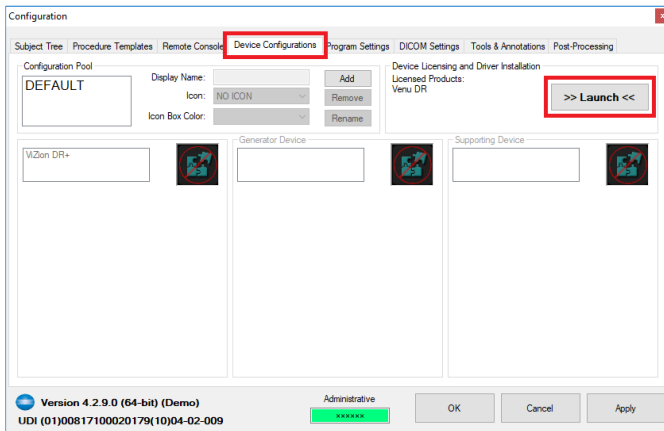 Configuration
Subject Tree Procedure Templates Remote Console Device Configurations Program Settings DICOM Settings Tools & Annotations Post-Processing
Configuration Pool
DEFAULT
Display Name:
Add
Icon: NO ICON
Remove
Icon Box Color:
Rename
Device Licensing and Driver Installation
Licensed Products:
Venu DR
>> Launch <<
ViZion DR+
Generator Device
Supporting Device
Version 4.2.9.0 (64-bit) (Demo)
UDI (01)00817100020179(10)04-02-009
Administrative
××××××
OK
Cancel
Apply